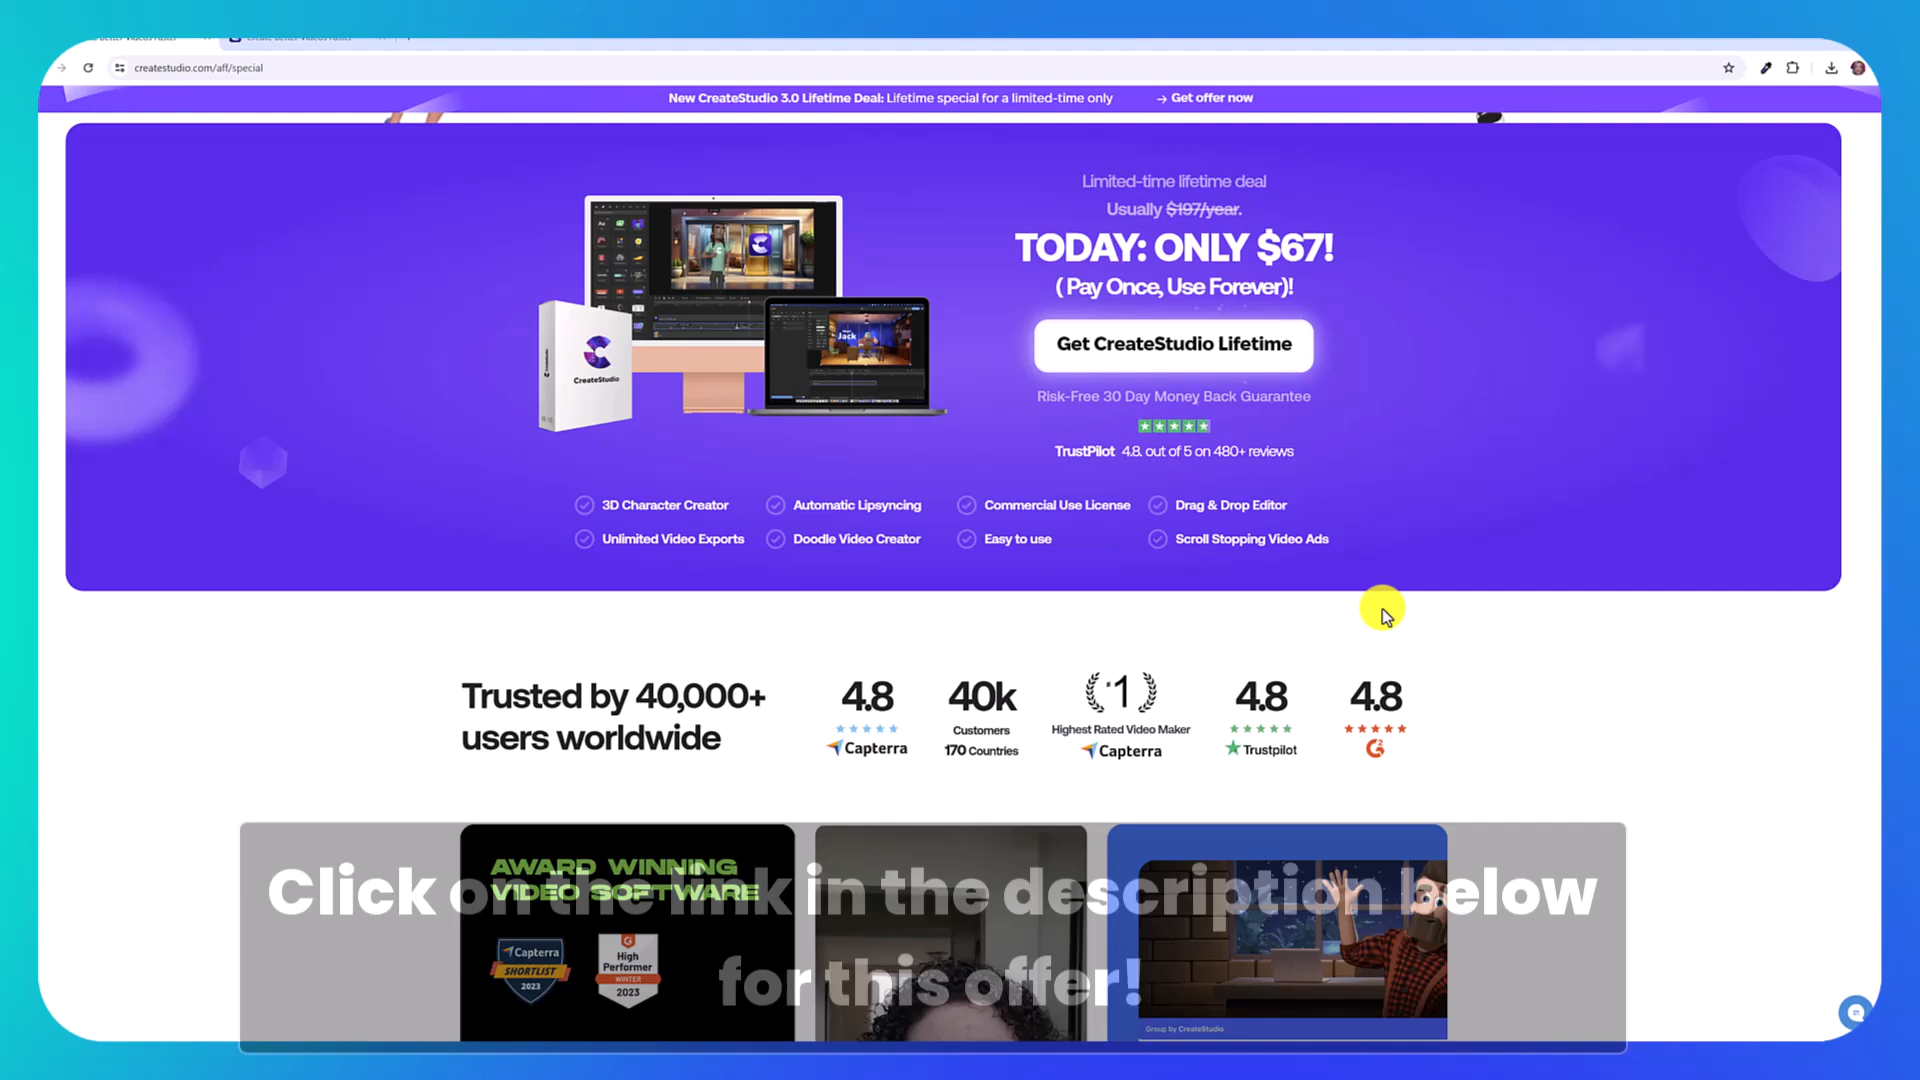 createstudio.com/aff/special
New CreateStudio 3.0 Lifetime Deal: Lifetime special for a limited-time only → Get offer now
Limited-time lifetime deal
Usually $197/year.
TODAY: ONLY $67!
( Pay Once, Use Forever)!
Get CreateStudio Lifetime
Risk-Free 30 Day Money Back Guarantee
TrustPilot 4.8. out of 5 on 480+ reviews
CreateStudio
Jack
3D Character Creator
Automatic Lipsyncing
Commercial Use License
Drag & Drop Editor
Unlimited Video Exports
Doodle Video Creator
Easy to use
Scroll Stopping Video Ads
Trusted by 40,000+
users worldwide
4.8
Capterra
40k
Customers
170 Countries
#1
Highest Rated Video Maker
Capterra
4.8
Trustpilot
4.8
AWARD WINNING
VIDEO SOFTWARE
Capterra
SHORTLIST
2023
High
Performer
WINTER
2023
Click on the link in the description below
for this offer!
Group by CreateStudio